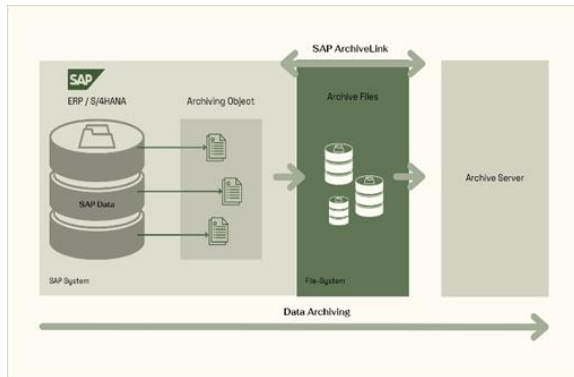 SAP ArchiveLink
SAP
ERP / S/4HANA
Archiving Object
Archive Files
SAP Data
Archive Server
SAP System
File-System
Data Archiving